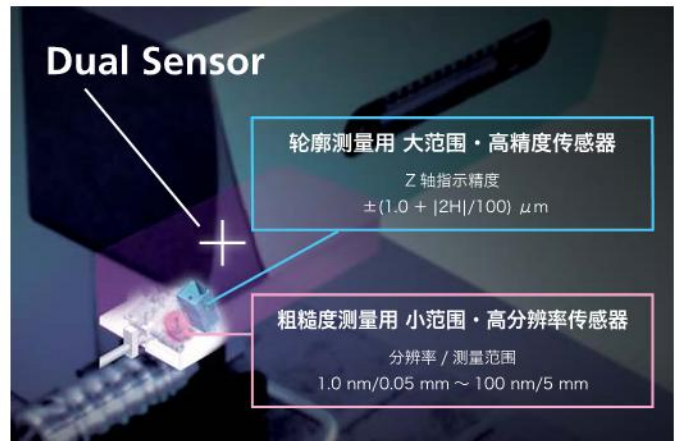 Dual Sensor
轮廓测量用 大范围・高精度传感器
Z 轴指示精度
±(1.0 + |2H|/100) μm
粗糙度测量用 小范围・高分辨率传感器
分辨率 / 测量范围
1.0 nm/0.05 mm ～ 100 nm/5 mm